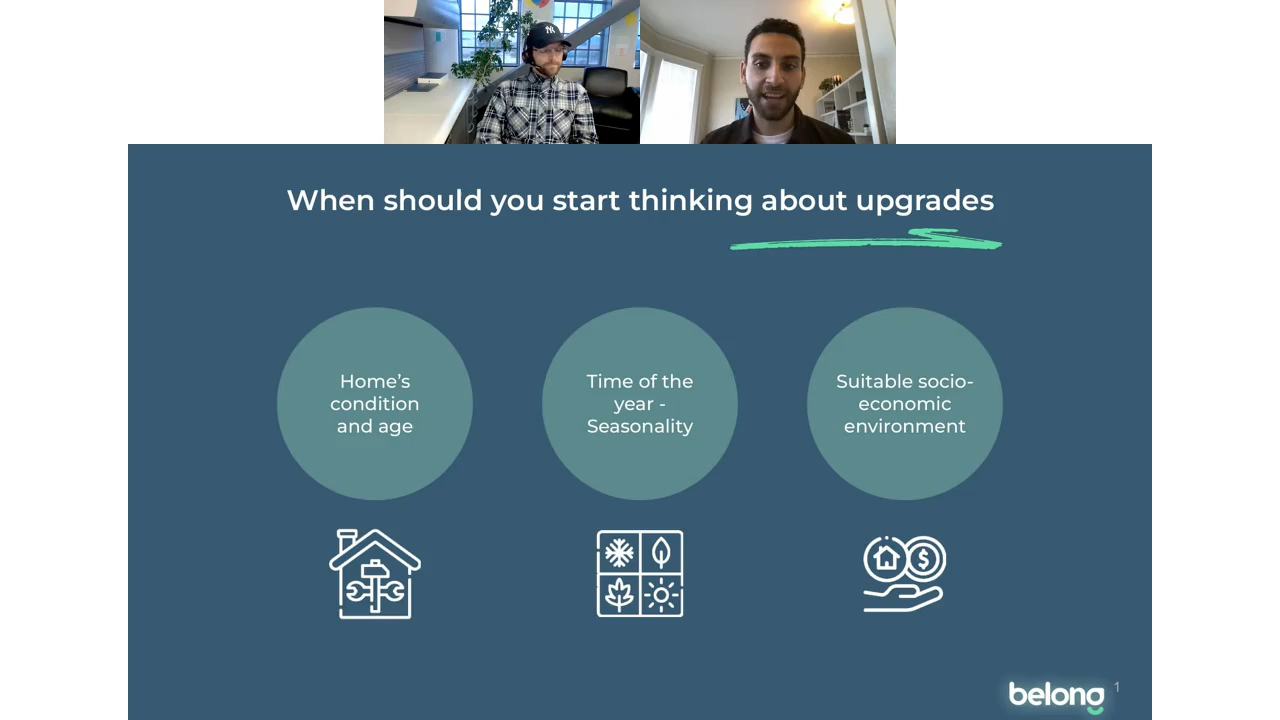 When should you start thinking about upgrades
Home's
condition
and age
Time of the
year -
Seasonality
Suitable socio-
economic
environment
$
belong
1